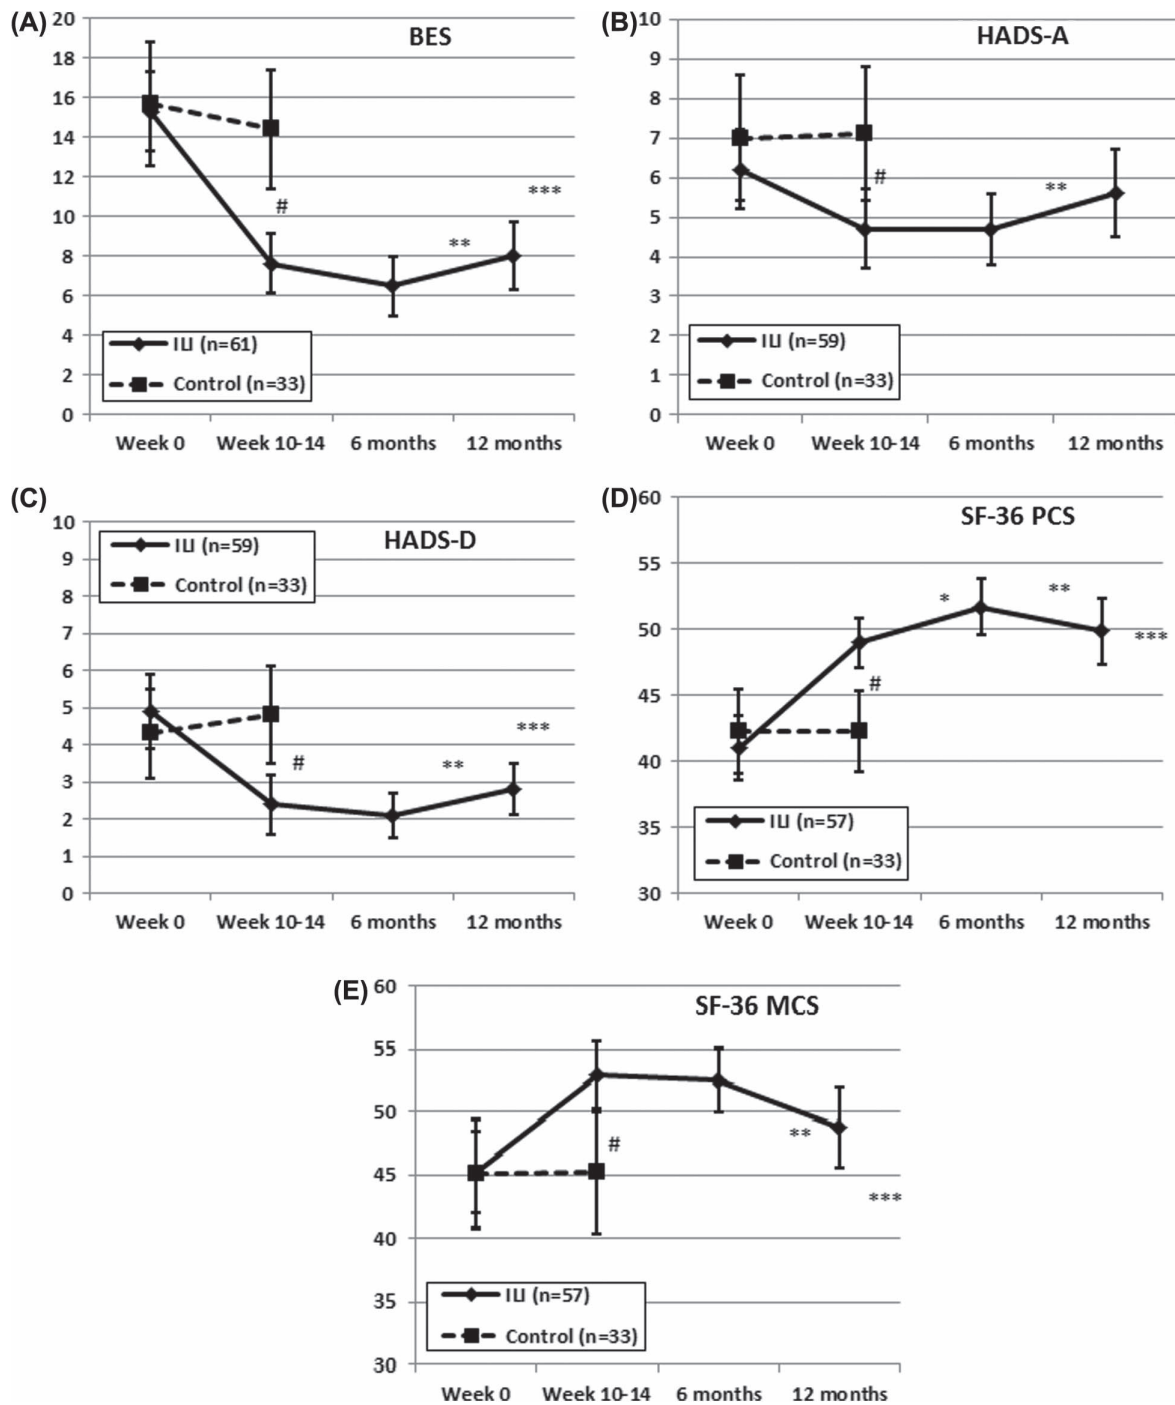 (A)
BES
20
18
16
14
12
10
8
6
4
2
0
#
**
***
ILI (n=61)
Control (n=33)
Week 0 Week 10-14 6 months 12 months
(B)
HADS-A
10
9
8
7
6
5
4
3
2
1
0
#
**
ILI (n=59)
Control (n=33)
Week 0 Week 10-14 6 months 12 months
(C)
HADS-D
10
9
8
7
6
5
4
3
2
1
0
ILI (n=59)
Control (n=33)
#
**
***
Week 0 Week 10-14 6 months 12 months
(D)
SF-36 PCS
60
55
50
45
40
35
30
*
**
***
#
ILI (n=57)
Control (n=33)
Week 0 Week 10-14 6 months 12 months
(E)
SF-36 MCS
60
55
50
45
40
35
30
#
**
***
ILI (n=57)
Control (n=33)
Week 0 Week 10-14 6 months 12 months